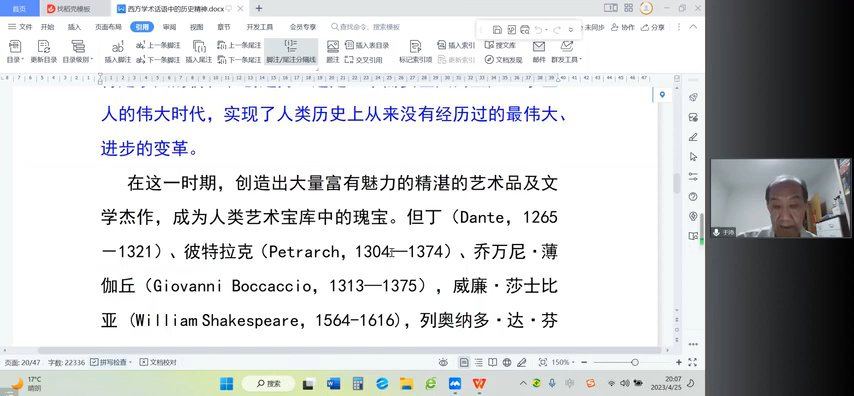 首页
找稻壳模板
西方学术话语中的历史精神.docx
文件
开始
插入
页面布局
引用
审阅
视图
章节
开发工具
会员专享
查找命令、搜索模板
未同步
协作
分享
目录
更新目录
目录级别
插入脚注
上一条脚注
下一条脚注
插入尾注
上一条尾注
下一条尾注
脚注/尾注分隔线
题注
插入表目录
交叉引用
标记索引项
插入索引
更新索引
搜文库
文档发现
邮件
群发工具
人的伟大时代，实现了人类历史上从来没有经历过的最伟大、
进步的变革。
在这一时期，创造出大量富有魅力的精湛的艺术品及文
学杰作，成为人类艺术宝库中的瑰宝。但丁（Dante，1265
—1321）、彼特拉克（Petrarch，1304—1374）、乔万尼·薄
伽丘（Giovanni Boccaccio，1313—1375），威廉·莎士比
亚（William Shakespeare，1564-1616），列奥纳多·达·芬
页面: 20/47
字数: 22336
拼写检查
文档校对
150%
17°C
晴朗
搜索
20:07
2023/4/25